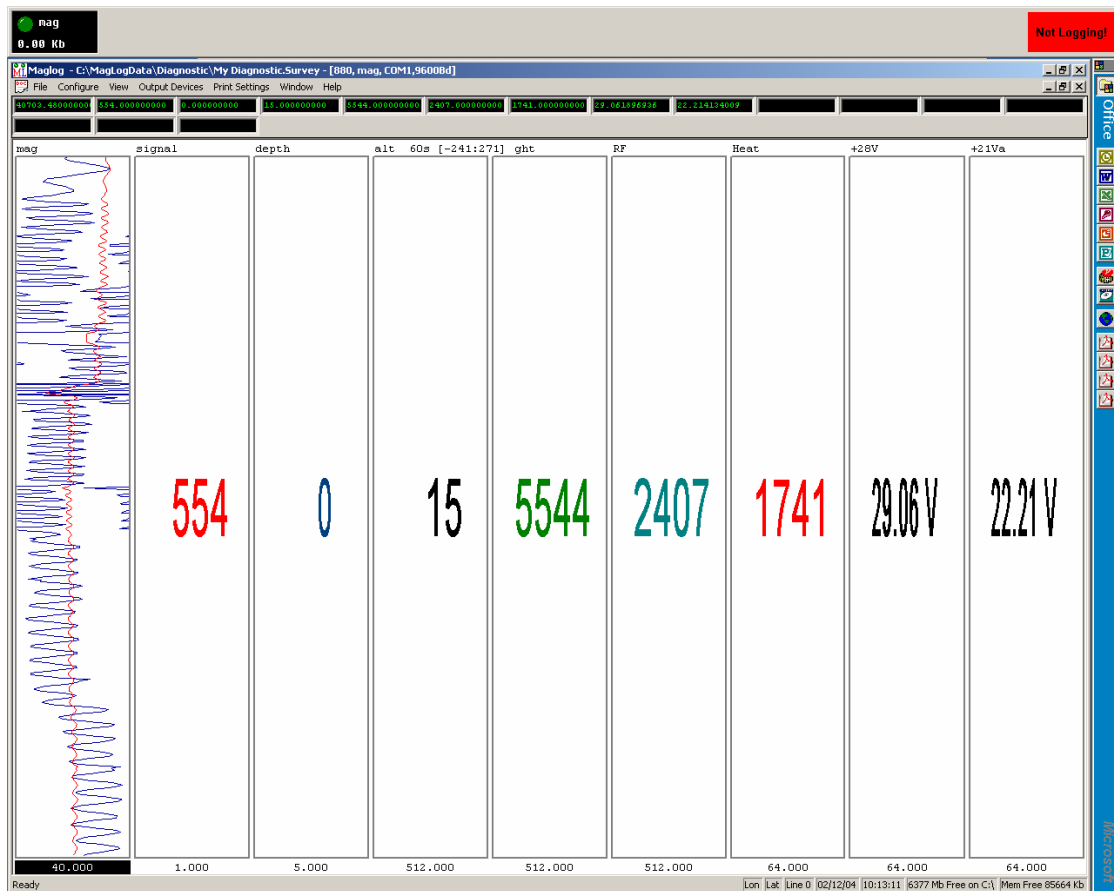 mag
0.00 Kb
Not Logging!
Maglog - C:\MagLogData\Diagnostic\My Diagnostic.Survey - [880, mag, COM1,9600Bd]
File Configure View Output Devices Print Settings Window Help
40703.480000000 554.000000000 0.000000000 15.000000000 5544.000000000 2407.000000000 1741.000000000 29.061896936 22.214134009
mag signal depth alt 60s [-241:271] ght RF Heat +28V +21Va
554 0 15 5544 2407 1741 29.06 V 22.21 V
40.000 1.000 5.000 512.000 512.000 512.000 64.000 64.000 64.000
Ready Lon Lat Line 0 02/12/04 10:13:11 6377 Mb Free on C:\ Mem Free 85664 Kb
Office
Microsoft